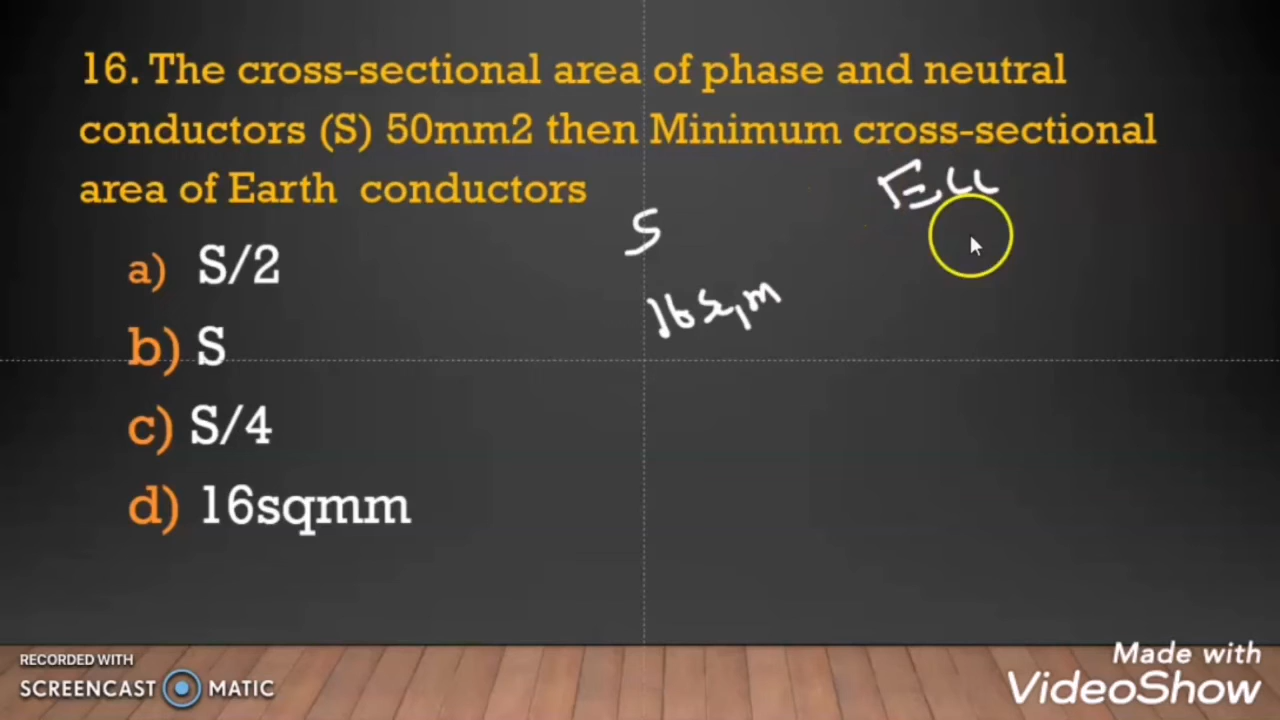 16. The cross-sectional area of phase and neutral
conductors (S) 50mm2 then Minimum cross-sectional
area of Earth conductors
a) S/2
b) S
c) S/4
d) 16sqmm
S
RECORDED WITH
SCREENCAST MATIC
Made with
VideoShow